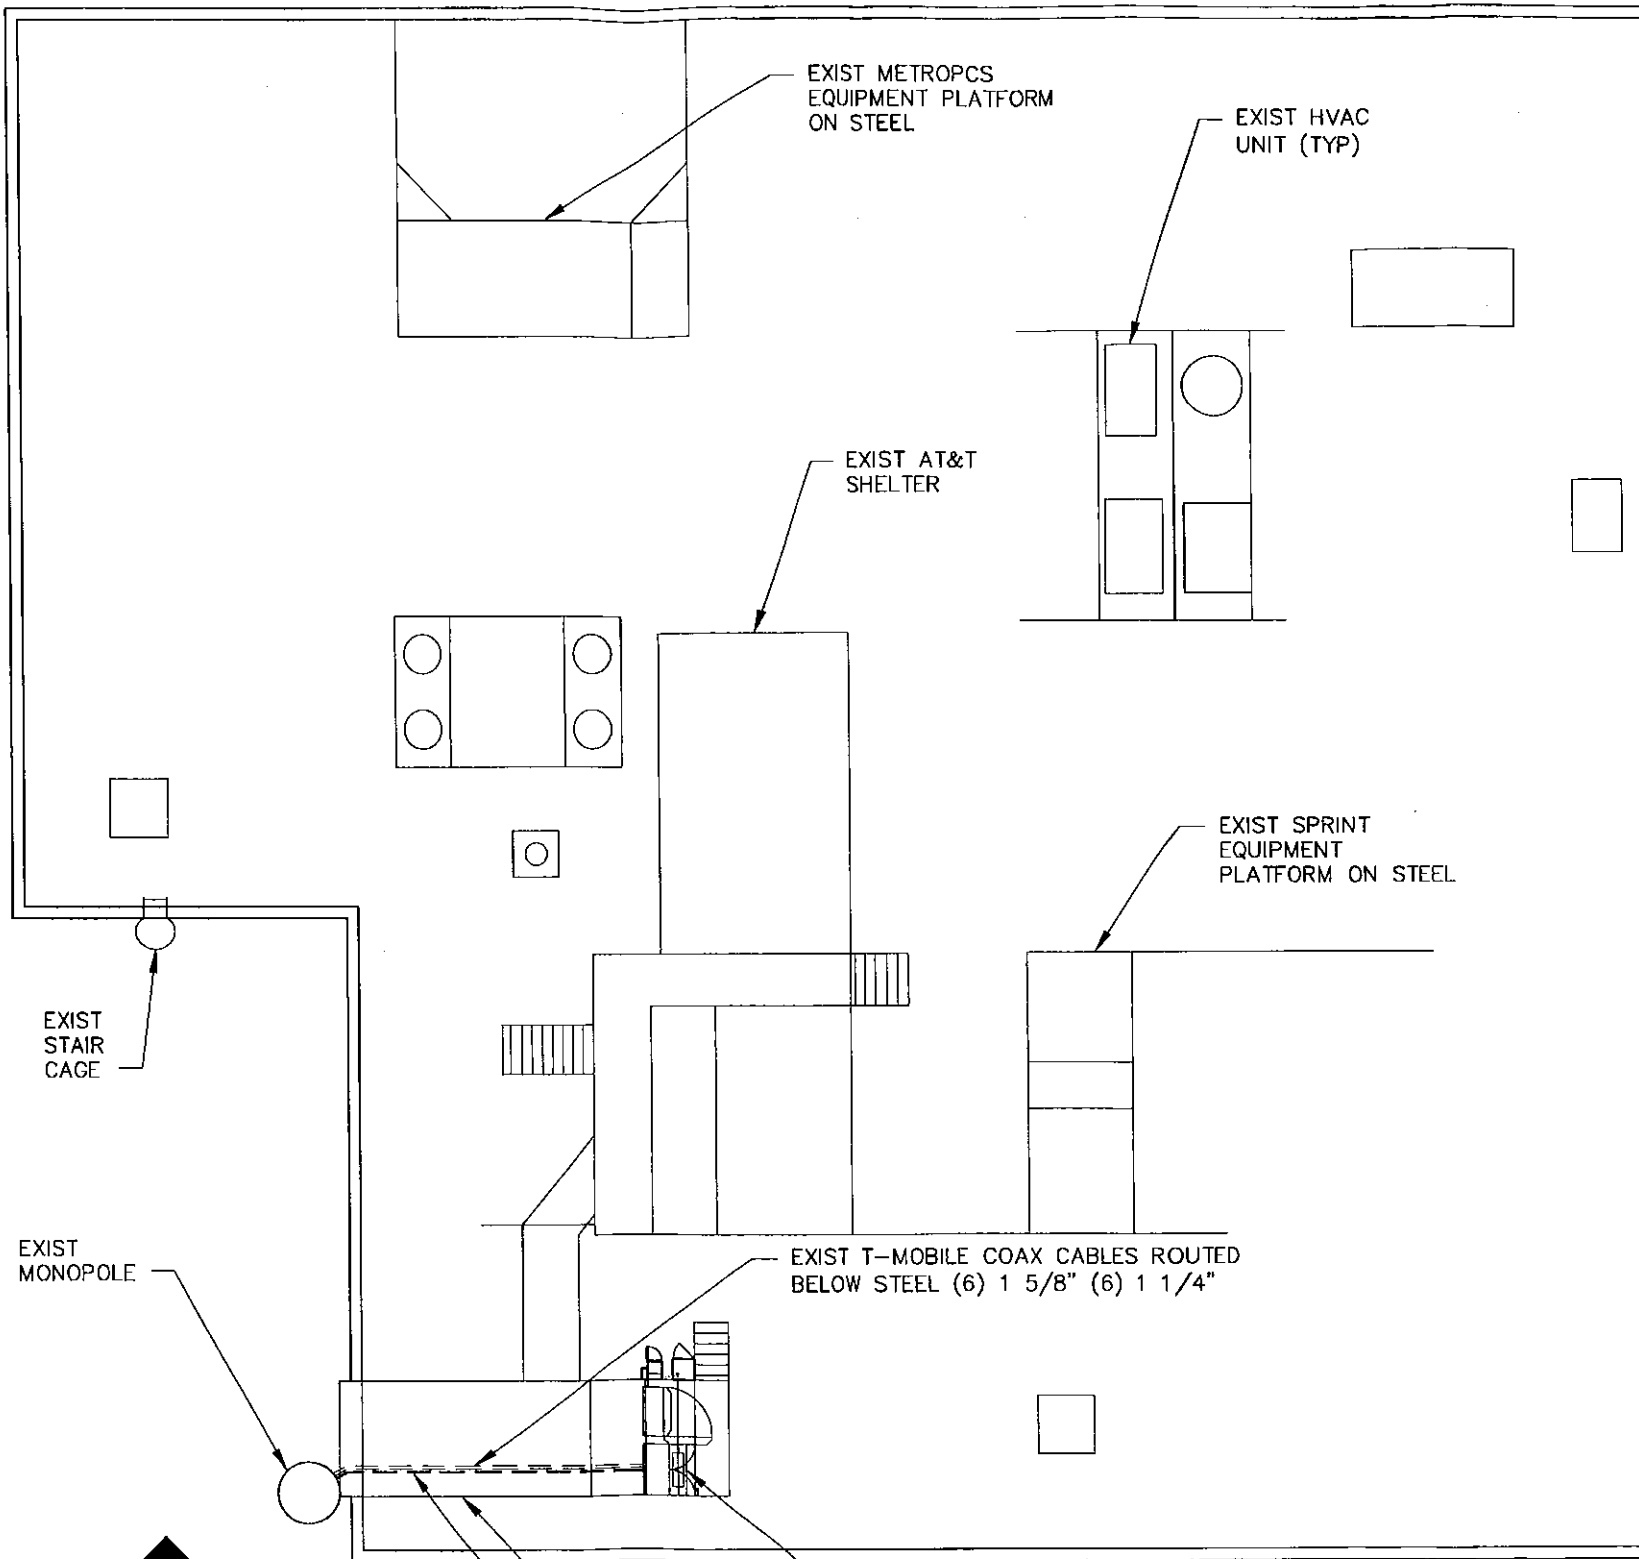 EXIST METROPCS
EQUIPMENT PLATFORM
ON STEEL
EXIST HVAC
UNIT (TYP)
EXIST AT&T
SHELTER
EXIST SPRINT
EQUIPMENT
PLATFORM ON STEEL
EXIST
STAIR
CAGE
EXIST
MONOPOLE
EXIST T-MOBILE COAX CABLES ROUTED
BELOW STEEL (6) 1 5/8" (6) 1 1/4"